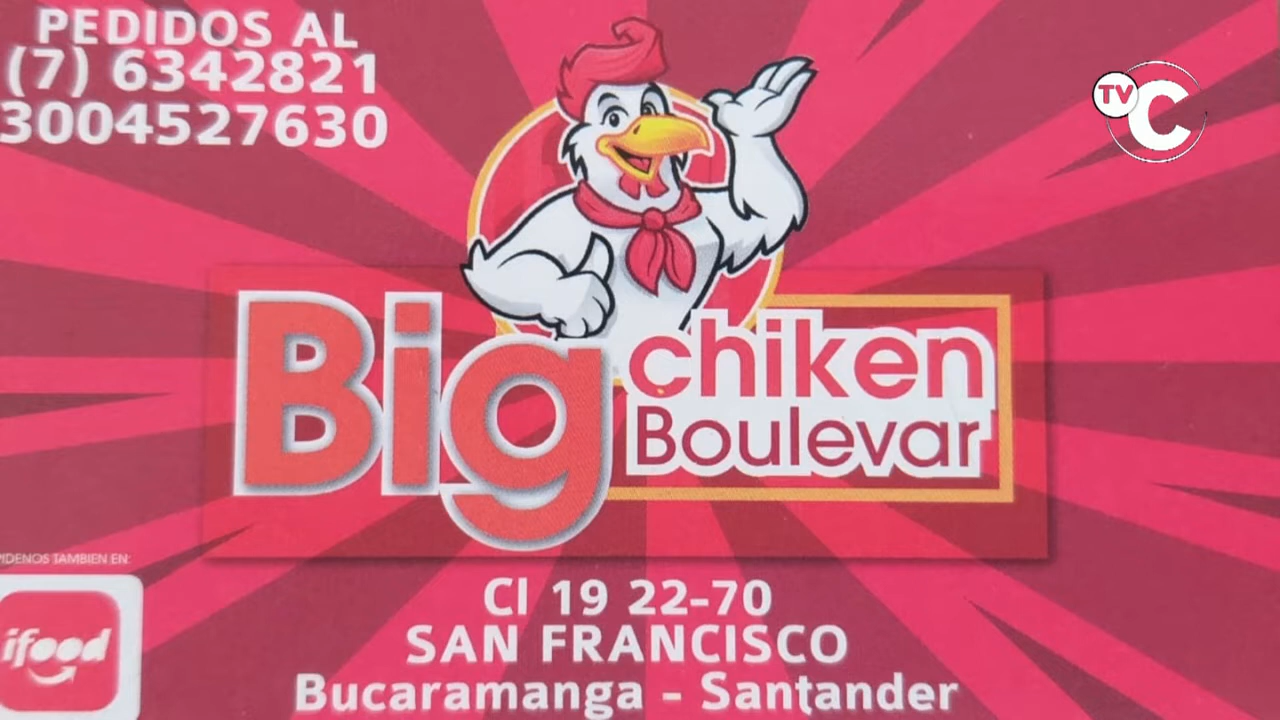 PEDIDOS AL
(7) 6342821
3004527630
TV C
Big chiken
Boulevar
PIDENOS TAMBIEN EN:
ifood
Cl 19 22-70
SAN FRANCISCO
Bucaramanga - Santander